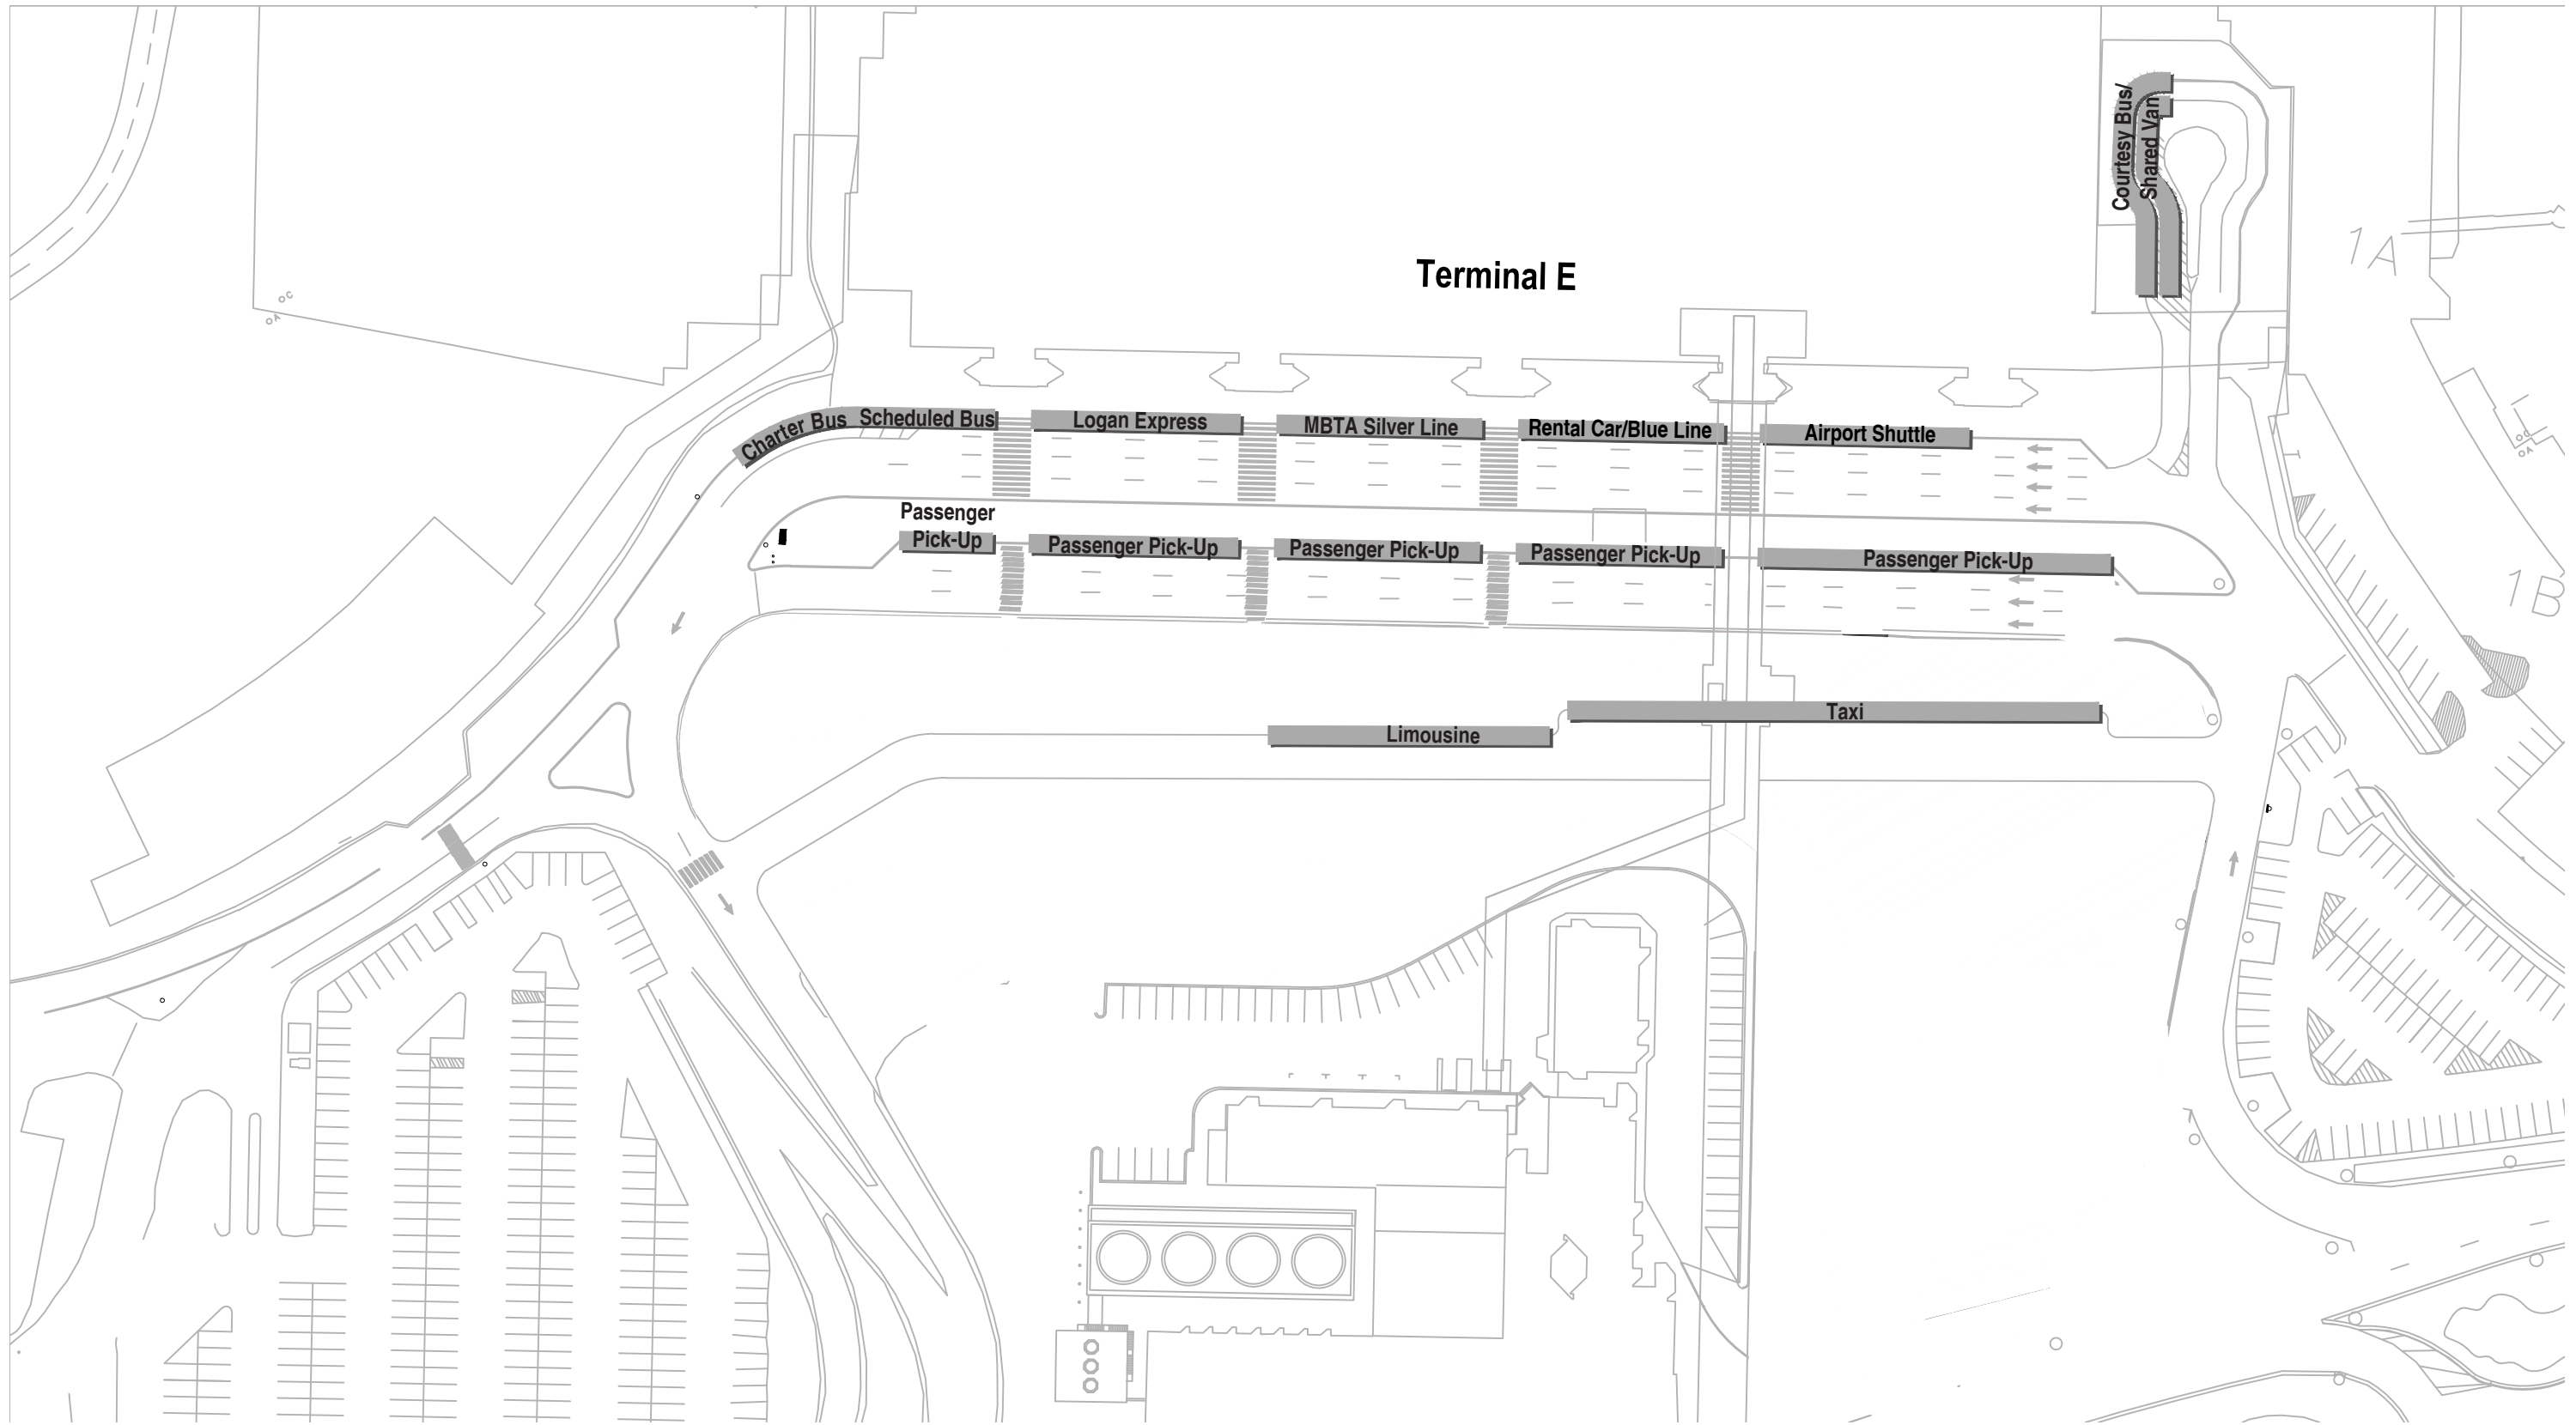 Courtesy Bus/
Shared Van
1A
Terminal E
Charter Bus
Scheduled Bus
Logan Express
MBTA Silver Line
Rental Car/Blue Line
Airport Shuttle
Passenger
Pick-Up
Passenger Pick-Up
Passenger Pick-Up
Passenger Pick-Up
Passenger Pick-Up
1B
Taxi
Limousine